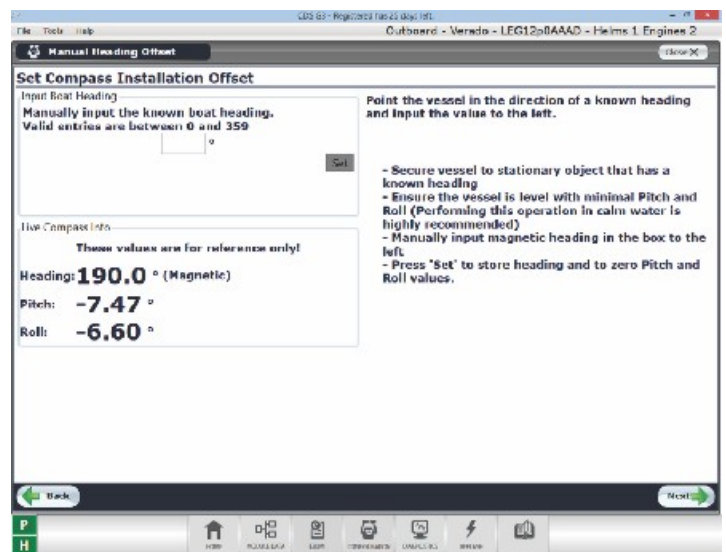 CDS G3 - Registered has 25 days left.
File Tools Help
Outboard - Verado - LEG12p0AAAD - Helms 1 Engines 2
Manual Heading Offset
Close X
Set Compass Installation Offset
Input Boat Heading
Manually input the known boat heading.
Valid entries are between 0 and 359
°
Set
Live Compass Info
These values are for reference only!
Heading: 190.0 ° (Magnetic)
Pitch: -7.47 °
Roll: -6.60 °
Point the vessel in the direction of a known heading
and input the value to the left.
- Secure vessel to stationary object that has a
known heading
- Ensure the vessel is level with minimal Pitch and
Roll (Performing this operation in calm water is
highly recommended)
- Manually input magnetic heading in the box to the
left
- Press 'Set' to store heading and to zero Pitch and
Roll values.
Back
Next
P
H